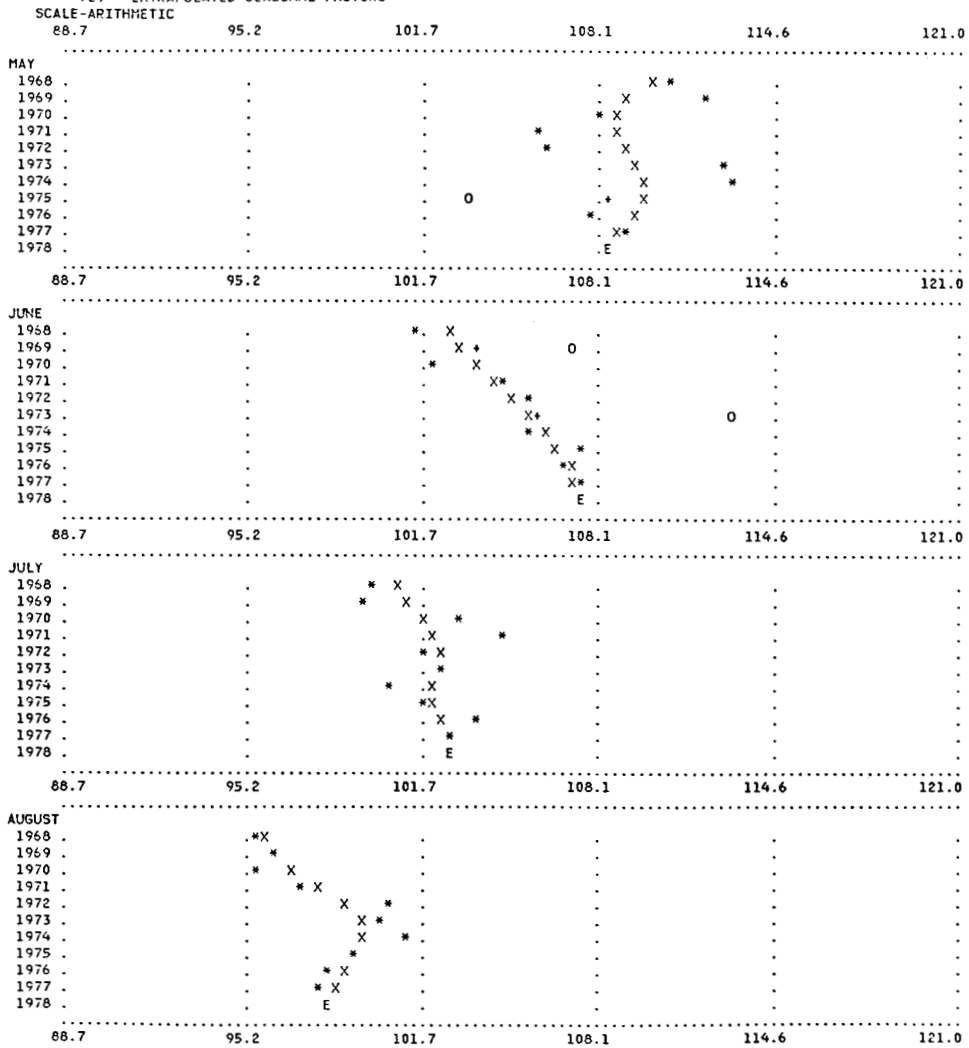 EXTRAPOLATED SEASONAL FACTORS
SCALE-ARITHMETIC
88.7 95.2 101.7 108.1 114.6 121.0
MAY
1968 . . . . X * . .
1969 . . . . X * . .
1970 . . . * X . .
1971 . . . * . X . .
1972 . . . * . X . .
1973 . . . . X * . .
1974 . . . . X * . .
1975 . . . O . + X . .
1976 . . . * . X . .
1977 . . . . X * . .
1978 . . . . E . .
88.7 95.2 101.7 108.1 114.6 121.0
JUNE
1968 . . * . X . . .
1969 . . . X + O . . .
1970 . . . * X . . .
1971 . . . X * . . .
1972 . . . X * . . .
1973 . . . X + . O . .
1974 . . . * X . . .
1975 . . . X * . . .
1976 . . . * X . . .
1977 . . . X * . . .
1978 . . . E . . .
88.7 95.2 101.7 108.1 114.6 121.0
JULY
1968 . . * X . . . .
1969 . . * X . . . .
1970 . . X * . . .
1971 . . . X * . . .
1972 . . * X . . .
1973 . . . * . . .
1974 . . * . X . . .
1975 . . * X . . .
1976 . . . X * . . .
1977 . . . * . . .
1978 . . . E . . .
88.7 95.2 101.7 108.1 114.6 121.0
AUGUST
1968 . . * X . . . .
1969 . . * . . . .
1970 . . * X . . . .
1971 . . * X . . . .
1972 . . X * . . . .
1973 . . X * . . . .
1974 . . X * . . . .
1975 . . * . . . .
1976 . . * X . . . .
1977 . . * X . . . .
1978 . . E . . . .
88.7 95.2 101.7 108.1 114.6 121.0